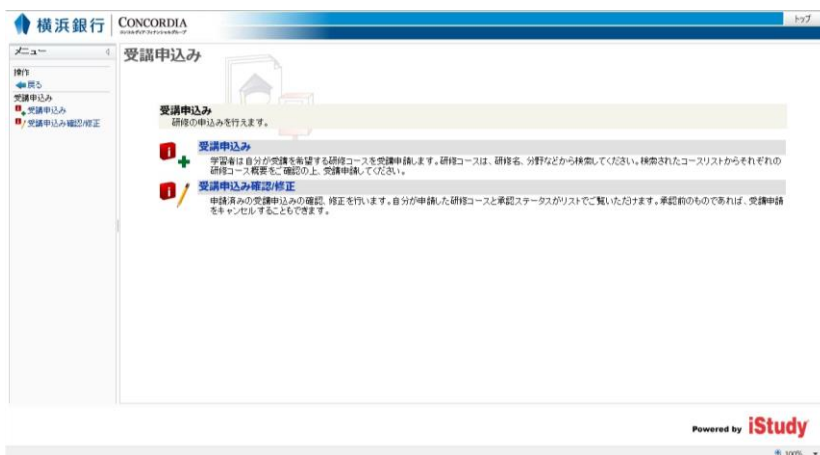 横浜銀行
CONCORDIA
トップ
メニュー
操作
戻る
受講申込み
受講申込み
受講申込み確認/修正
受講申込み
受講申込み
研修の申込みを行えます。
受講申込み
学習者は自分が受講を希望する研修コースを受講申請します。研修コースは、研修名、分野などから検索してください。検索されたコースリストからそれぞれの
研修コース概要をご確認の上、受講申請してください。
受講申込み確認/修正
申請済みの受講申込みの確認、修正を行います。自分が申請した研修コースと承認ステータスがリストでご覧いただけます。承認前のものであれば、受講申請
をキャンセルすることもできます。
Powered by iStudy
100%